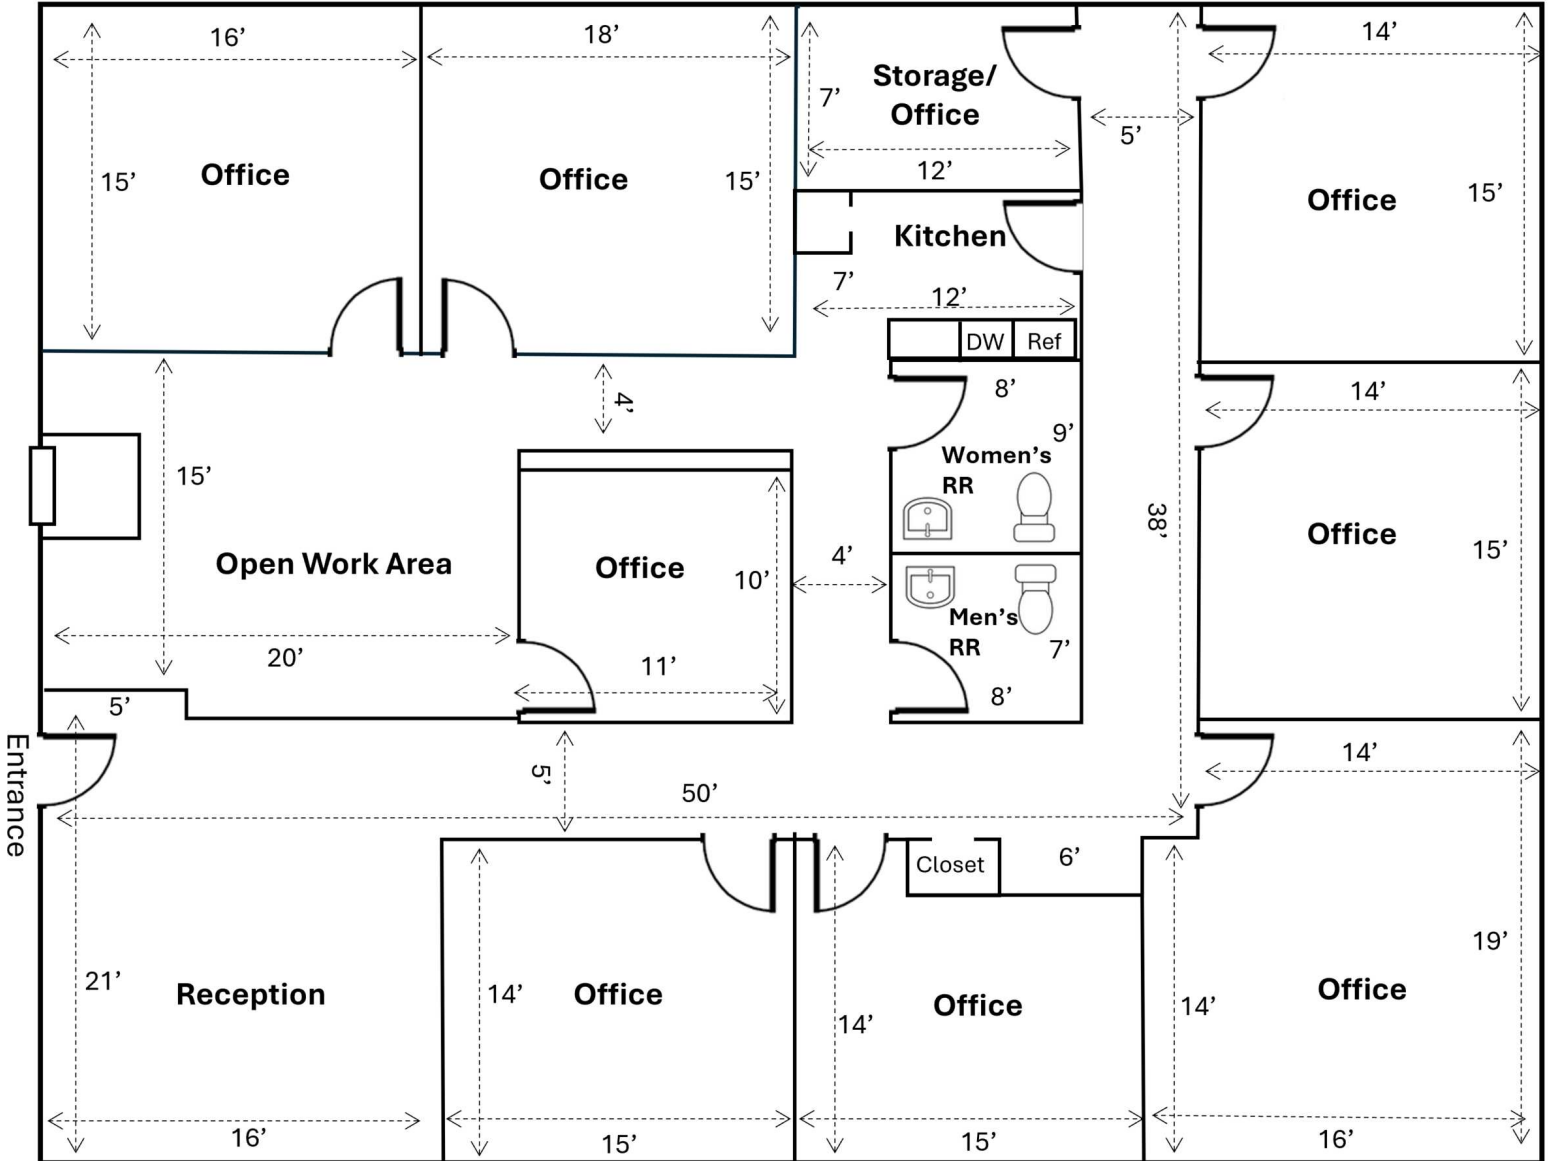 16’
18’
14’
Storage/
Office
7’
5’
15’
Office
Office
15’
12’
Office
15’
Kitchen
7’
12’
DW
Ref
4’
8’
14’
9’
Women’s
RR
15’
38’
Open Work Area
Office
10’
4’
Office
15’
Men’s
RR
7’
20’
11’
8’
5’
Entrance
5’
50’
14’
Closet
6’
21’
Reception
14’
Office
14’
Office
14’
Office
19’
16’
15’
15’
16’